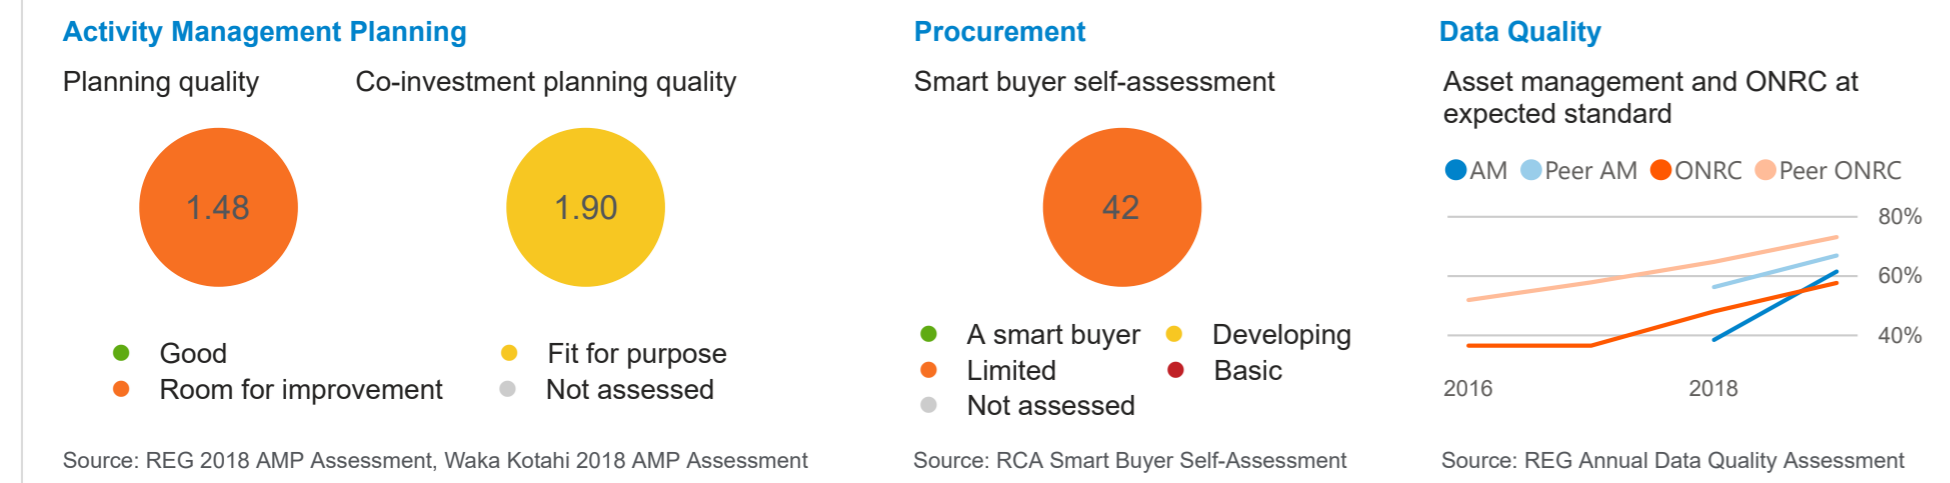 Activity Management Planning
Planning quality
Co-investment planning quality
1.48
1.90
Good
Fit for purpose
Room for improvement
Not assessed
Source: REG 2018 AMP Assessment, Waka Kotahi 2018 AMP Assessment
Procurement
Smart buyer self-assessment
42
A smart buyer
Developing
Limited
Basic
Not assessed
Source: RCA Smart Buyer Self-Assessment
Data Quality
Asset management and ONRC at
expected standard
AM Peer AM ONRC Peer ONRC
80%
60%
40%
2016
2018
Source: REG Annual Data Quality Assessment